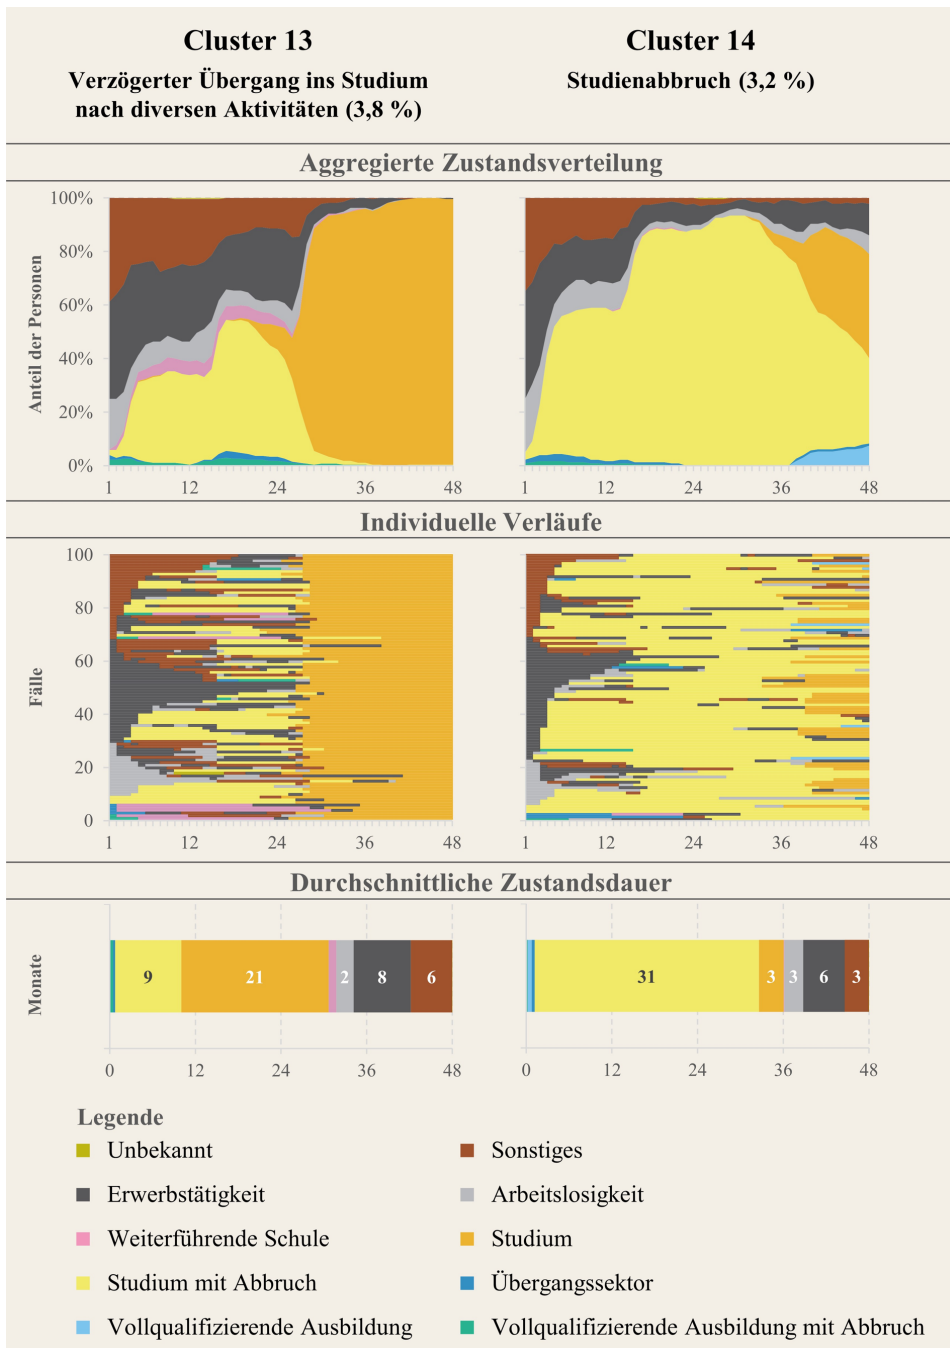 Cluster 13
Verzögerter Übergang ins Studium
nach diversen Aktivitäten (3,8 %)
Cluster 14
Studienabbruch (3,2 %)
Aggregierte Zustandsverteilung
Anteil der Personen
100%
80%
60%
40%
20%
0%
1 12 24 36 48
1 12 24 36 48
Individuelle Verläufe
Fälle
100
80
60
40
20
0
1 12 24 36 48
1 12 24 36 48
Durchschnittliche Zustandsdauer
Monate
9 21 2 8 6
31 3 3 6 3
0 12 24 36 48
0 12 24 36 48
Legende
Unbekannt
Sonstiges
Erwerbstätigkeit
Arbeitslosigkeit
Weiterführende Schule
Studium
Studium mit Abbruch
Übergangssektor
Vollqualifizierende Ausbildung
Vollqualifizierende Ausbildung mit Abbruch